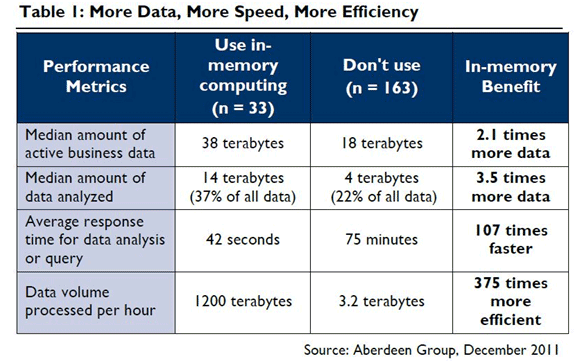 Table 1: More Data, More Speed, More Efficiency
Performance
Metrics
Use in-
memory
computing
(n = 33)
Don't use
(n = 163)
In-memory
Benefit
Median amount of
active business data
38 terabytes
18 terabytes
2.1 times
more data
Median amount of
data analyzed
14 terabytes
(37% of all data)
4 terabytes
(22% of all data)
3.5 times
more data
Average response
time for data analysis
or query
42 seconds
75 minutes
107 times
faster
Data volume
processed per hour
1200 terabytes
3.2 terabytes
375 times
more
efficient
Source: Aberdeen Group, December 2011